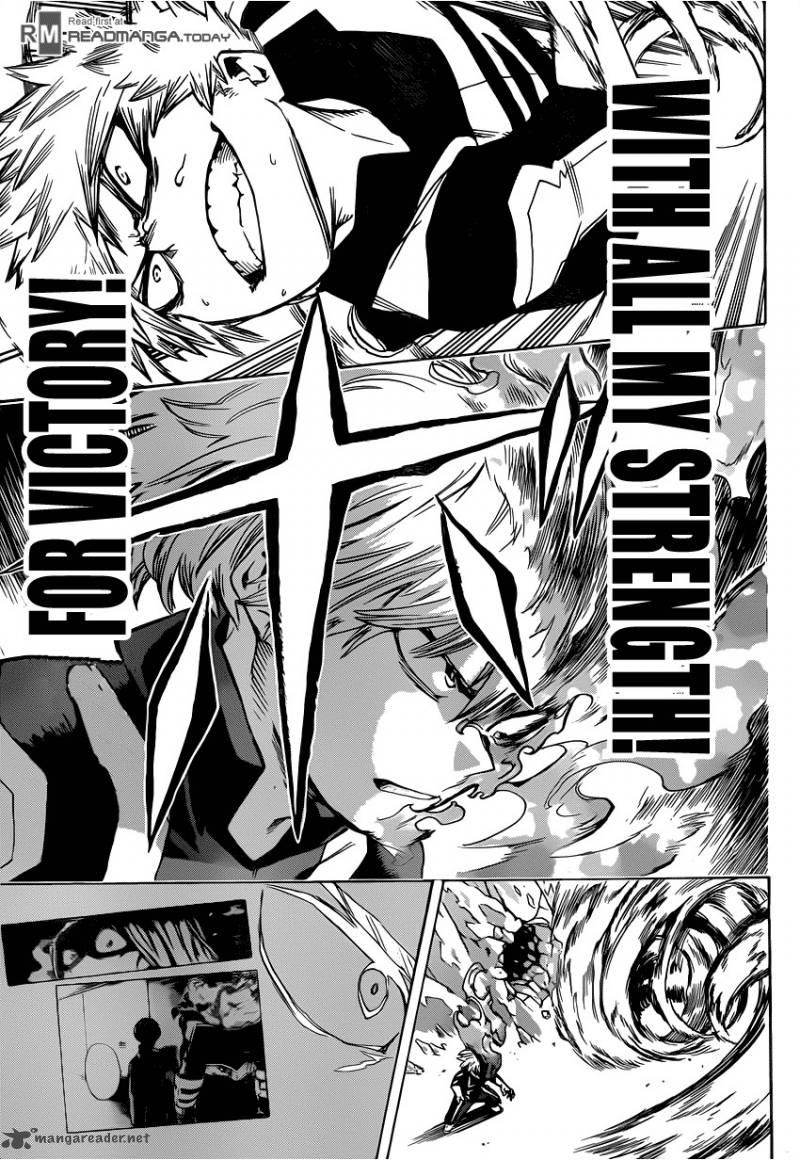 RM
Read first at
READMANGA.TODAY
WITH ALL MY STRENGTH!
FOR VICTORY!
mangareader.net